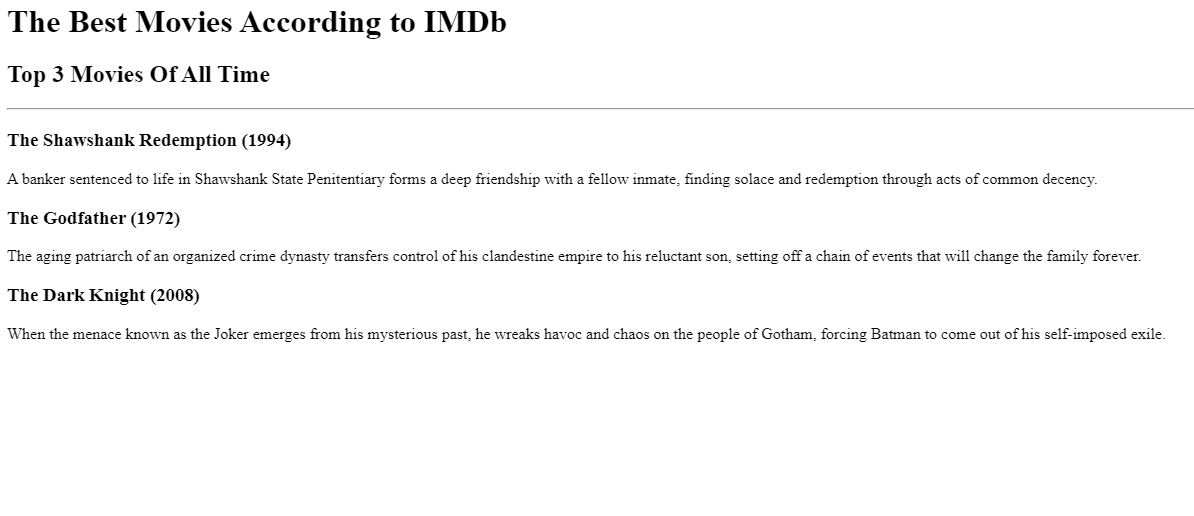 The Best Movies According to IMDb
Top 3 Movies Of All Time
The Shawshank Redemption (1994)
A banker sentenced to life in Shawshank State Penitentiary forms a deep friendship with a fellow inmate, finding solace and redemption through acts of common decency.
The Godfather (1972)
The aging patriarch of an organized crime dynasty transfers control of his clandestine empire to his reluctant son, setting off a chain of events that will change the family forever.
The Dark Knight (2008)
When the menace known as the Joker emerges from his mysterious past, he wreaks havoc and chaos on the people of Gotham, forcing Batman to come out of his self-imposed exile.